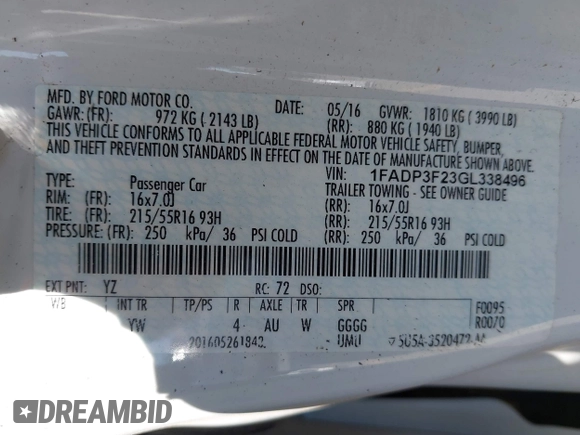 MFD. BY FORD MOTOR CO. DATE: 05/16 GVWR: 1810 KG ( 3990 LB)
GAWR:(FR): 972 KG ( 2143 LB) (RR): 880 KG ( 1940 LB)
THIS VEHICLE CONFORMS TO ALL APPLICABLE FEDERAL MOTOR VEHICLE SAFETY, BUMPER,
AND THEFT PREVENTION STANDARDS IN EFFECT ON THE DATE OF MANUFACTURE SHOWN ABOVE.
VIN: 1FADP3F23GL338496
TYPE: Passenger Car TRAILER TOWING - SEE OWNER GUIDE
RIM: (FR): 16x7.0J (RR): 16x7.0J
TIRE: (FR): 215/55R16 93H (RR): 215/55R16 93H
PRESSURE: (FR): 250 kPa/ 36 PSI COLD (RR): 250 kPa/ 36 PSI COLD
EXT PNT: YZ RC: 72 DSO:
WB INT TR TP/PS R AXLE TR SPR F0095
YW 4 AU W GGGG R0070
UMU
DREAMBID